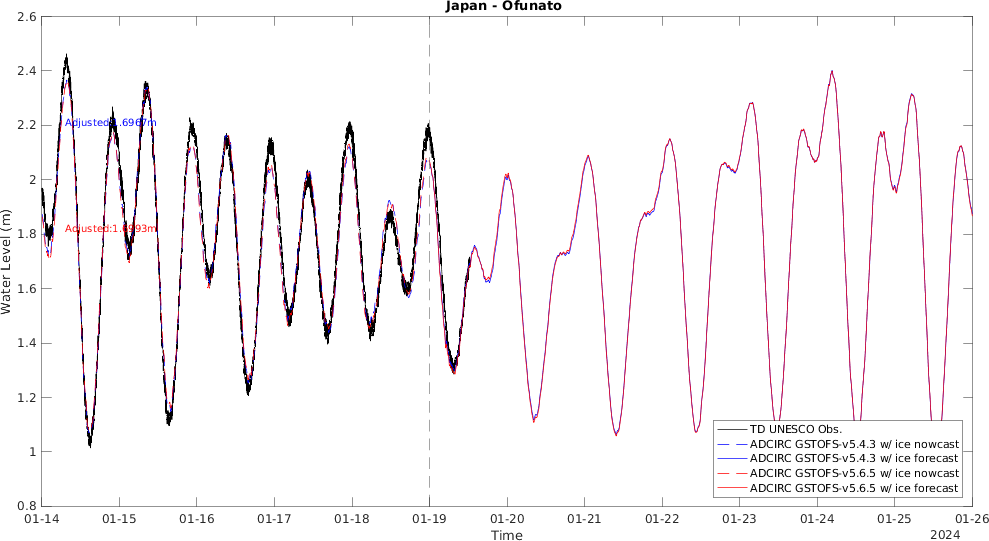 Japan - Ofunato
2.6
2.4
2.2
2
1.8
1.6
1.4
1.2
1
0.8
Water Level (m)
Adjusted:1.6967m
Adjusted:1.6993m
TD UNESCO Obs.
ADCIRC GSTOFS-v5.4.3 w/ ice nowcast
ADCIRC GSTOFS-v5.4.3 w/ ice forecast
ADCIRC GSTOFS-v5.6.5 w/ ice nowcast
ADCIRC GSTOFS-v5.6.5 w/ ice forecast
01-14 01-15 01-16 01-17 01-18 01-19 01-20 01-21 01-22 01-23 01-24 01-25 01-26
Time
2024